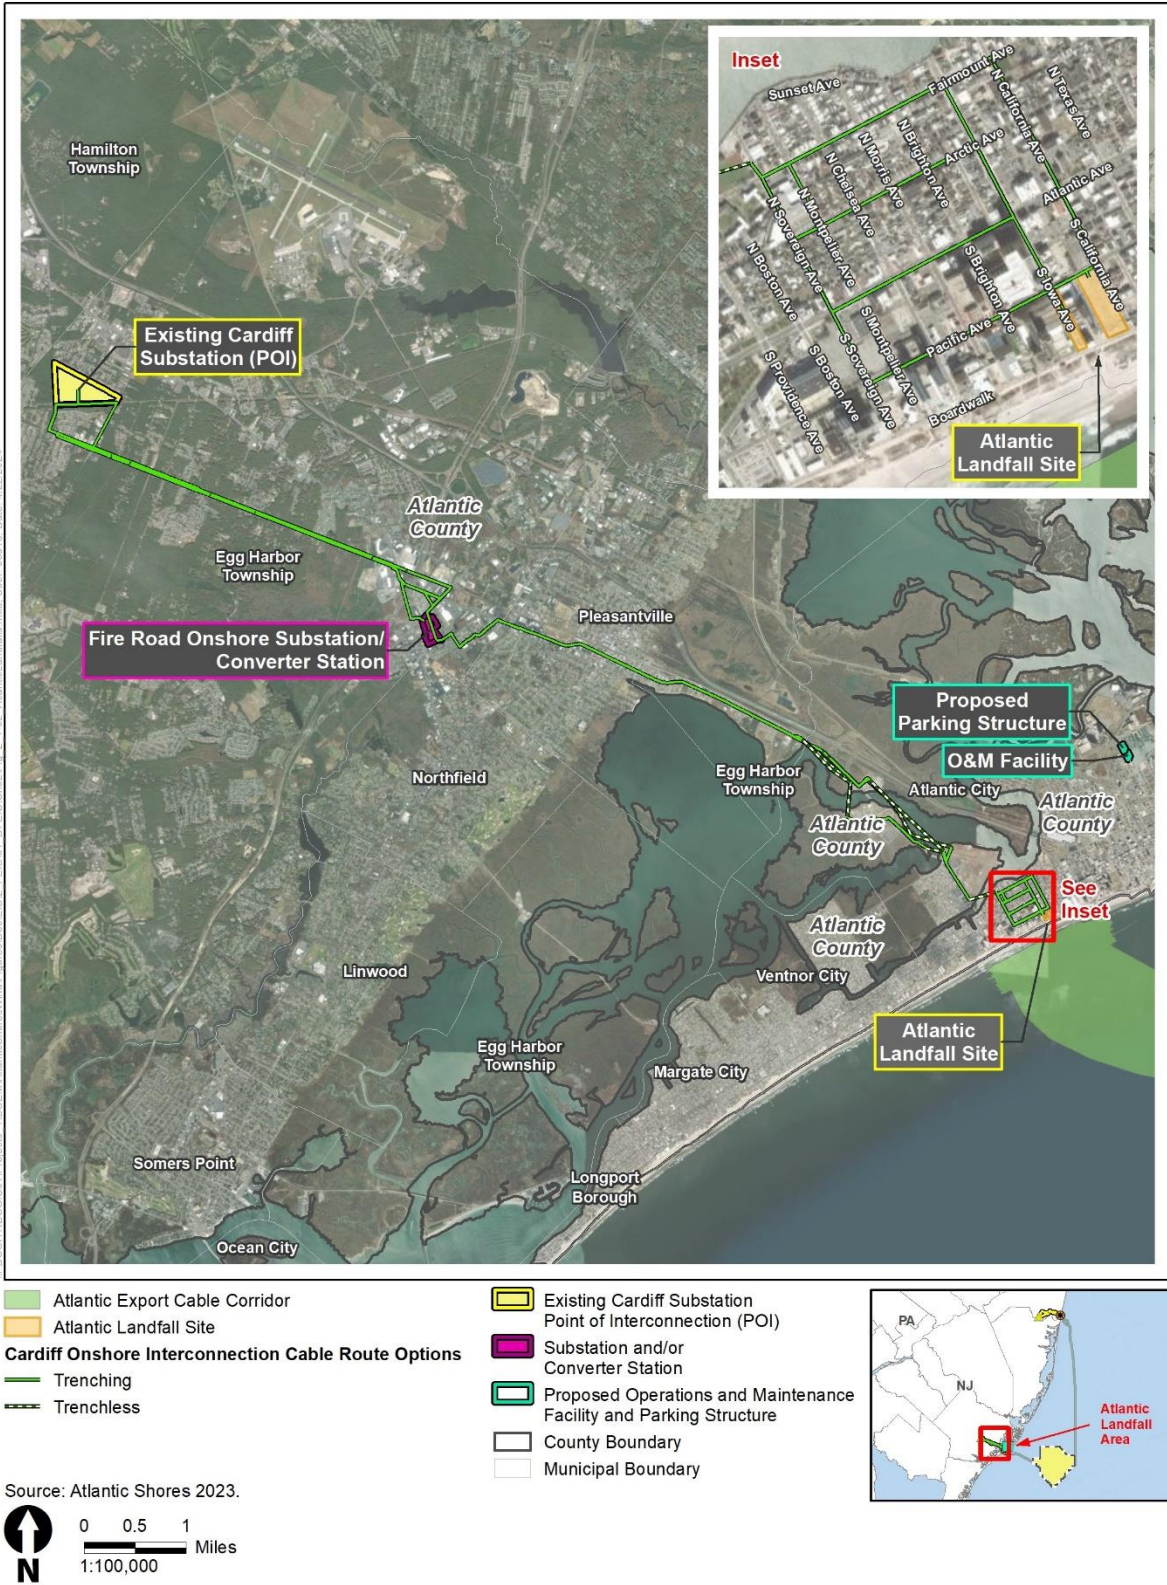 Inset
Sunset Ave
Fairmount Ave
N California Ave
N Texas Ave
N Brighton Ave
Arctic Ave
N Morris Ave
N Chelsea Ave
Atlantic Ave
N Montpelier Ave
N Sovereign Ave
N Boston Ave
S California Ave
S Brighton Ave
S Iowa Ave
Pacific Ave
S Montpelier Ave
S Sovereign Ave
S Boston Ave
S Providence Ave
Boardwalk
Atlantic
Landfall Site
Hamilton
Township
Existing Cardiff
Substation (POI)
Atlantic
County
Egg Harbor
Township
Pleasantville
Fire Road Onshore Substation/
Converter Station
Proposed
Parking Structure
O&M Facility
Northfield
Egg Harbor
Township
Atlantic City
Atlantic
County
Atlantic
County
See
Inset
Atlantic
County
Linwood
Ventnor City
Atlantic
Landfall Site
Egg Harbor
Township
Margate City
Somers Point
Longport
Borough
Ocean City
Atlantic Export Cable Corridor
Atlantic Landfall Site
Cardiff Onshore Interconnection Cable Route Options
Trenching
Trenchless
Existing Cardiff Substation
Point of Interconnection (POI)
Substation and/or
Converter Station
Proposed Operations and Maintenance
Facility and Parking Structure
County Boundary
Municipal Boundary
PA
NJ
Atlantic
Landfall
Area
Source: Atlantic Shores 2023.
N
0 0.5 1
Miles
1:100,000